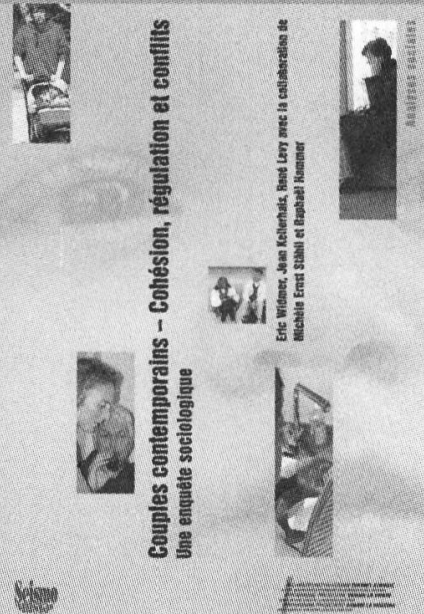 Couples contemporains – Cohésion, régulation et conflits
Une enquête sociologique
Eric Widmer, Jean Kellerhals, René Levy avec la collaboration de
Michèle Ernst Stähli et Raphaël Hammer
Analyses sociales
Seismo